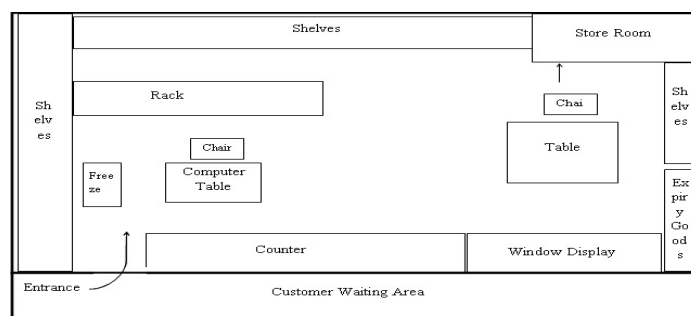 Shelves
Store Room
Sh
elv
es
Rack
Sh
elv
es
Chai
Chair
Table
Free
ze
Computer
Table
Ex
pir
y
Go
od
s
Counter
Window Display
Entrance
Customer Waiting Area